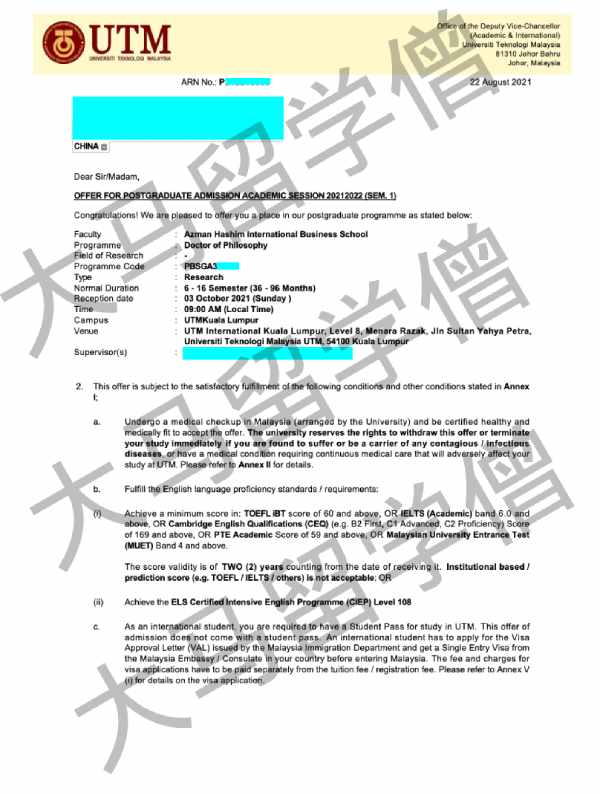 UTM
UNIVERSITI TEKNOLOGI MALAYSIA
Office of the Deputy Vice-Chancellor
(Academic & International)
Universiti Teknologi Malaysia
81310 Johor Bahru
Johor, Malaysia
ARN No.: P
22 August 2021
CHINA
Dear Sir/Madam,
OFFER FOR POSTGRADUATE ADMISSION ACADEMIC SESSION 20212022 (SEM. 1)
Congratulations! We are pleased to offer you a place in our postgraduate programme as stated below:
Faculty : Azman Hashim International Business School
Programme : Doctor of Philosophy
Field of Research : -
Programme Code : PBSGA3
Type : Research
Normal Duration : 6 - 16 Semester (36 - 96 Months)
Reception date : 03 October 2021 (Sunday )
Time : 09:00 AM (Local Time)
Campus : UTMKuala Lumpur
Venue : UTM International Kuala Lumpur, Level 8, Menara Razak, Jln Sultan Yahya Petra,
Universiti Teknologi Malaysia UTM, 54100 Kuala Lumpur
Supervisor(s) :
2. This offer is subject to the satisfactory fulfillment of the following conditions and other conditions stated in Annex
I;
a. Undergo a medical checkup in Malaysia (arranged by the University) and be certified healthy and
medically fit to accept the offer. The university reserves the rights to withdraw this offer or terminate
your study immediately if you are found to suffer or be a carrier of any contagious / infectious
diseases, or have a medical condition requiring continuous medical care that will adversely affect your
study at UTM. Please refer to Annex II for details.
b. Fulfill the English language proficiency standards / requirements:
(i) Achieve a minimum score in: TOEFL iBT score of 60 and above, OR IELTS (Academic) band 6.0 and
above, OR Cambridge English Qualifications (CEQ) (e.g. B2 First, C1 Advanced, C2 Proficiency) Score
of 169 and above, OR PTE Academic Score of 59 and above, OR Malaysian University Entrance Test
(MUET) Band 4 and above.
The score validity is of TWO (2) years counting from the date of receiving it. Institutional based /
prediction score (e.g. TOEFL / IELTS / others) is not acceptable; OR
(ii) Achieve the ELS Certified Intensive English Programme (CIEP) Level 108
c. As an international student, you are required to have a Student Pass for study in UTM. This offer of
admission does not come with a student pass. An international student has to apply for the Visa
Approval Letter (VAL) issued by the Malaysia Immigration Department and get a Single Entry Visa from
the Malaysia Embassy / Consulate in your country before entering Malaysia. The fee and charges for
visa applications have to be paid separately from the tuition fee / registration fee. Please refer to Annex V
(i) for details on the visa application.
大马留学僧
大马留学僧
大马留学僧